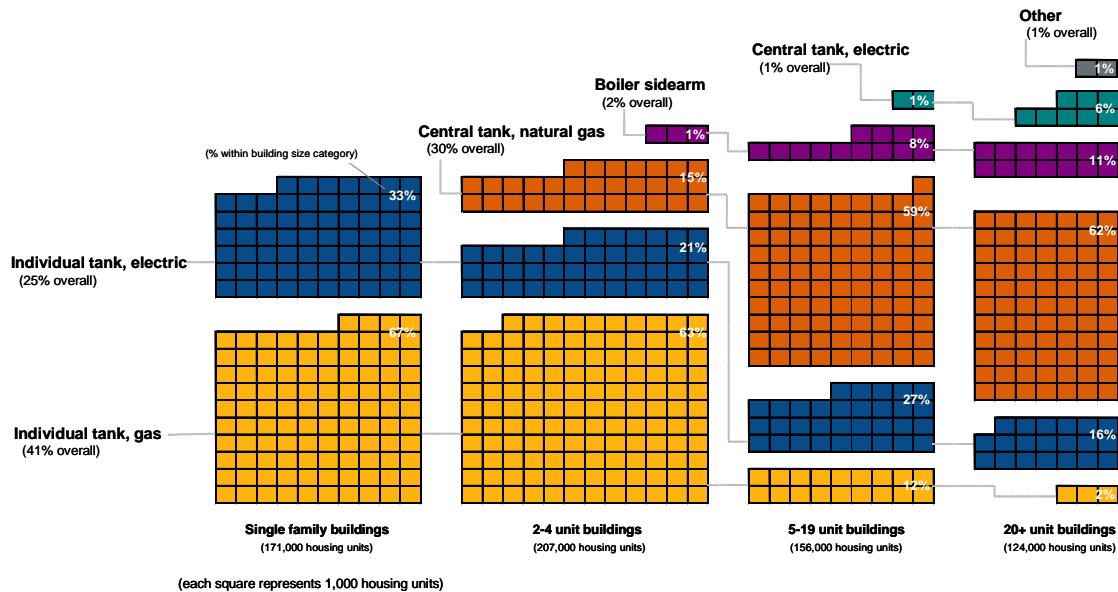 Other
(1% overall)
1%
Central tank, electric
(1% overall)
1%
6%
Boiler sidearm
(2% overall)
1%
8%
11%
Central tank, natural gas
(30% overall)
15%
59%
62%
(% within building size category)
33%
21%
27%
16%
Individual tank, electric
(25% overall)
67%
63%
12%
2%
Individual tank, gas
(41% overall)
Single family buildings
(171,000 housing units)
2-4 unit buildings
(207,000 housing units)
5-19 unit buildings
(156,000 housing units)
20+ unit buildings
(124,000 housing units)
(each square represents 1,000 housing units)